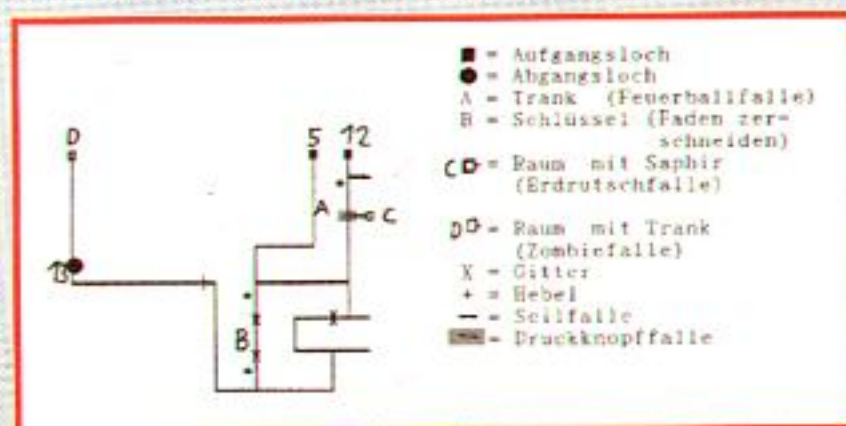 ■ = Aufgangsloch
● = Abgangsloch
A = Trank (Feuerballfalle)
B = Schlüssel (Faden zer-
schneiden)
C = Raum mit Saphir
(Erdrutschfalle)
D = Raum mit Trank
(Zombiefalle)
X = Gitter
+ = Hebel
— = Seilfalle
= Druckknopffalle
D
5 12
A C
13
B